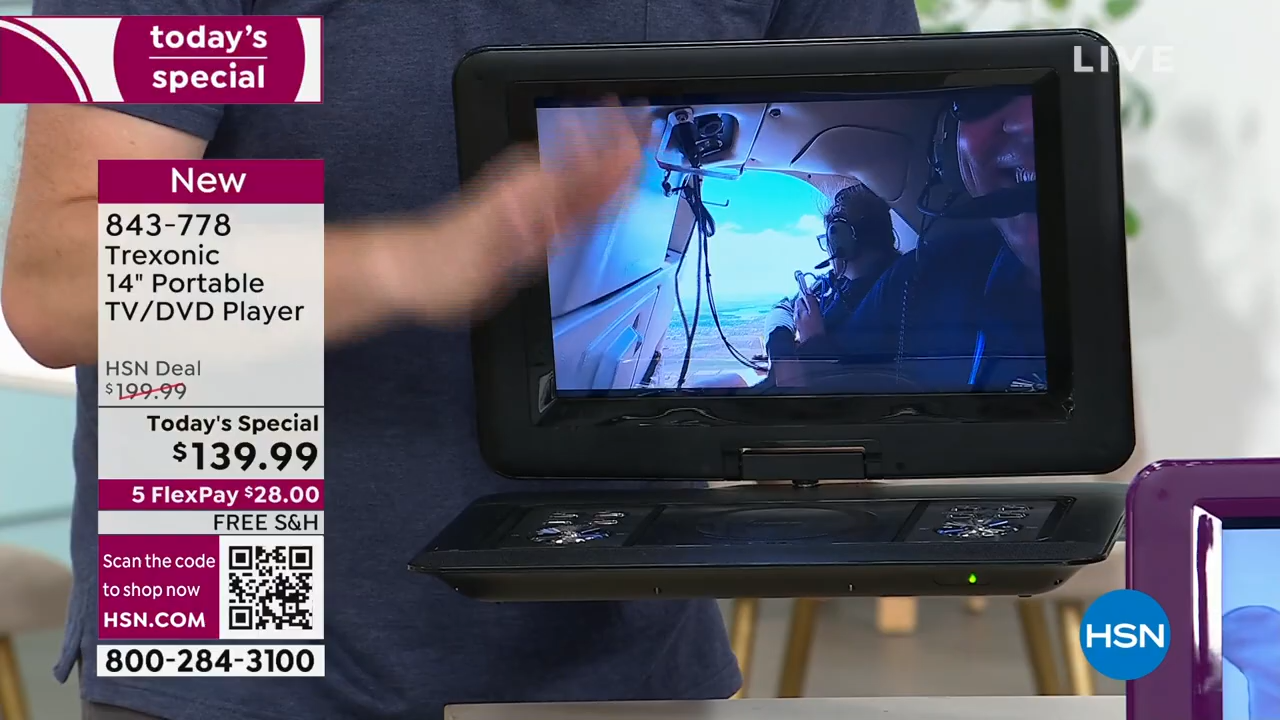 today's
special
LIVE
New
843-778
Trexonic
14" Portable
TV/DVD Player
HSN Deal
$199.99
Today's Special
$139.99
5 FlexPay $28.00
FREE S&H
Scan the code
to shop now
HSN.COM
800-284-3100
HSN